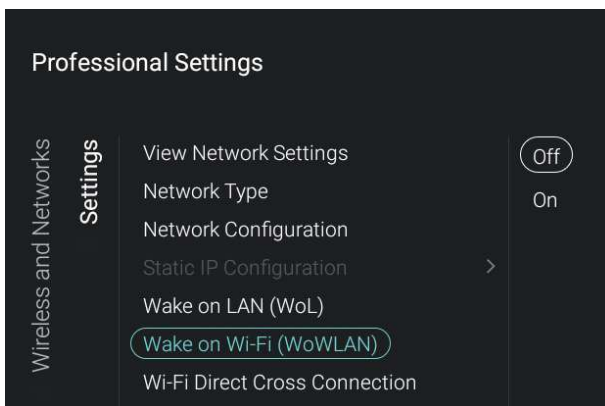 Professional Settings
Wireless and Networks
Settings
View Network Settings
Network Type
Network Configuration
Static IP Configuration
Wake on LAN (WoL)
Wake on Wi-Fi (WoWLAN)
Wi-Fi Direct Cross Connection
Off
On